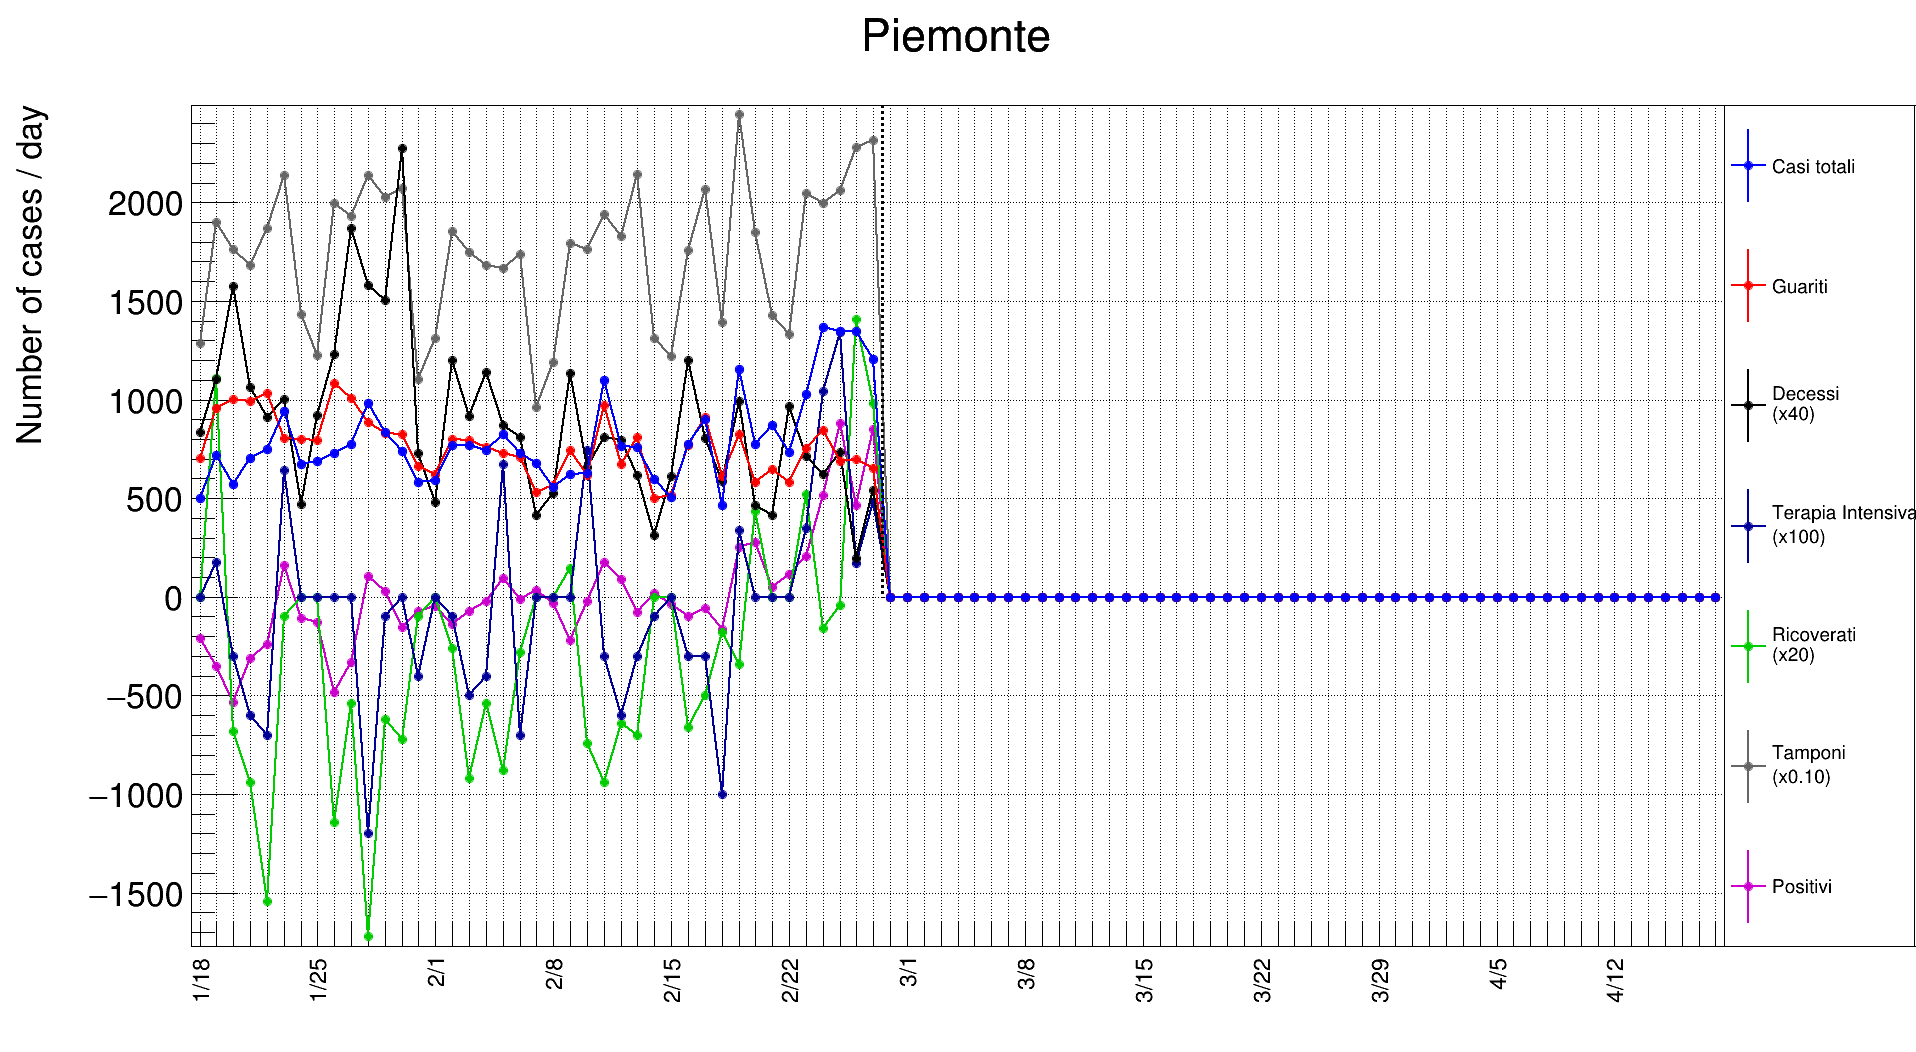 Piemonte
Number of cases / day
2000
1500
1000
500
0
−500
−1000
−1500
1/18
1/25
2/1
2/8
2/15
2/22
3/1
3/8
3/15
3/22
3/29
4/5
4/12
Casi totali
Guariti
Decessi
(x40)
Terapia Intensiva
(x100)
Ricoverati
(x20)
Tamponi
(x0.10)
Positivi